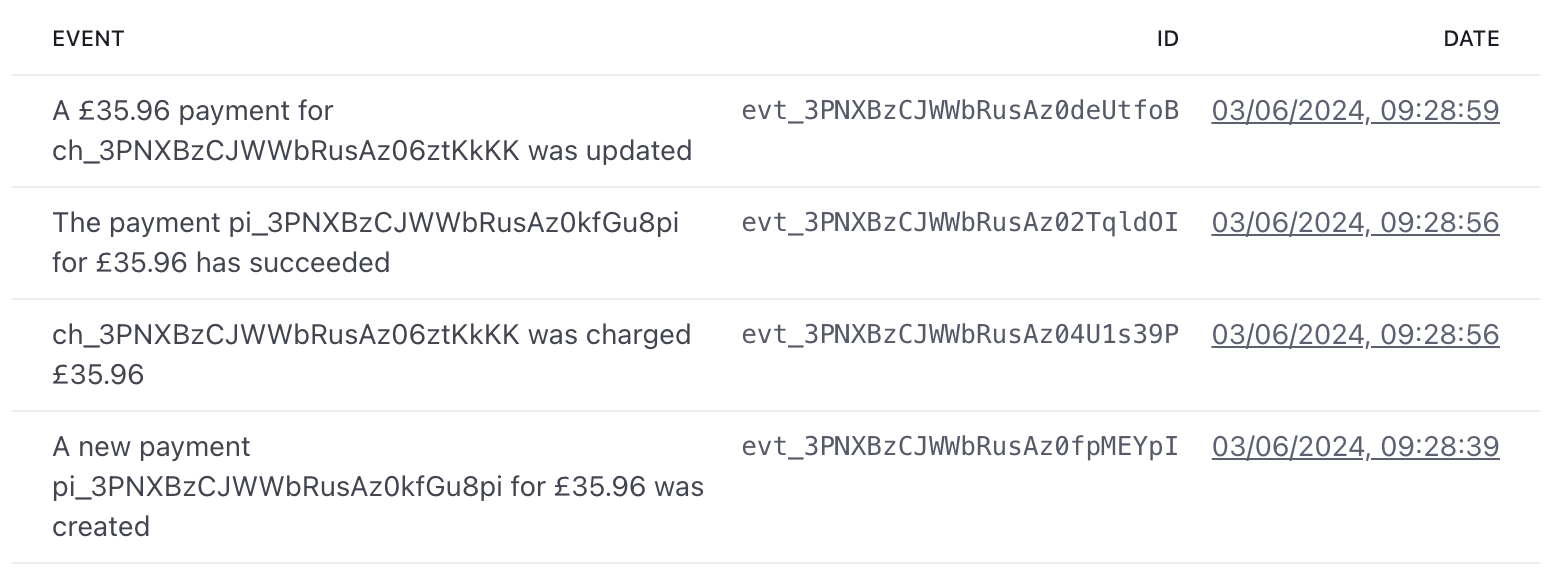 EVENT ID DATE
A £35.96 payment for evt_3PNXBzCJWWbRusAz0deUtfoB 03/06/2024, 09:28:59
ch_3PNXBzCJWWbRusAz06ztKkKK was updated
The payment pi_3PNXBzCJWWbRusAz0kfGu8pi evt_3PNXBzCJWWbRusAz02TqldOI 03/06/2024, 09:28:56
for £35.96 has succeeded
ch_3PNXBzCJWWbRusAz06ztKkKK was charged evt_3PNXBzCJWWbRusAz04U1s39P 03/06/2024, 09:28:56
£35.96
A new payment evt_3PNXBzCJWWbRusAz0fpMEYpI 03/06/2024, 09:28:39
pi_3PNXBzCJWWbRusAz0kfGu8pi for £35.96 was
created